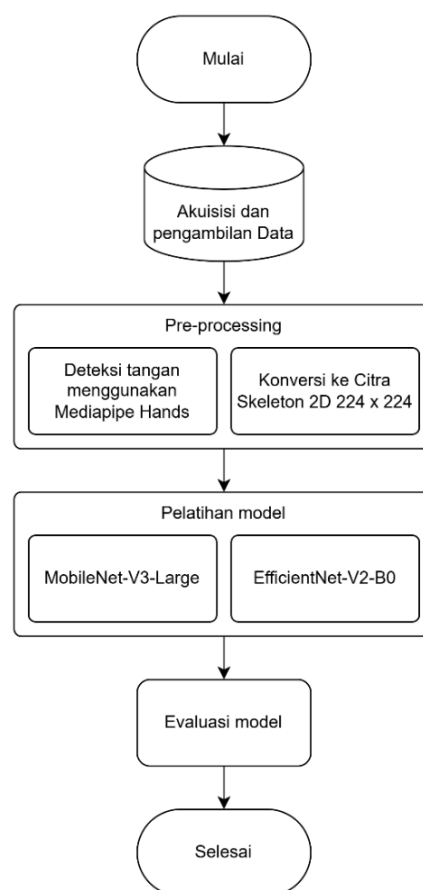 Mulai
Akuisisi dan
pengambilan Data
Pre-processing
Deteksi tangan
menggunakan
Mediapipe Hands
Konversi ke Citra
Skeleton 2D 224 x 224
Pelatihan model
MobileNet-V3-Large
EfficientNet-V2-B0
Evaluasi model
Selesai